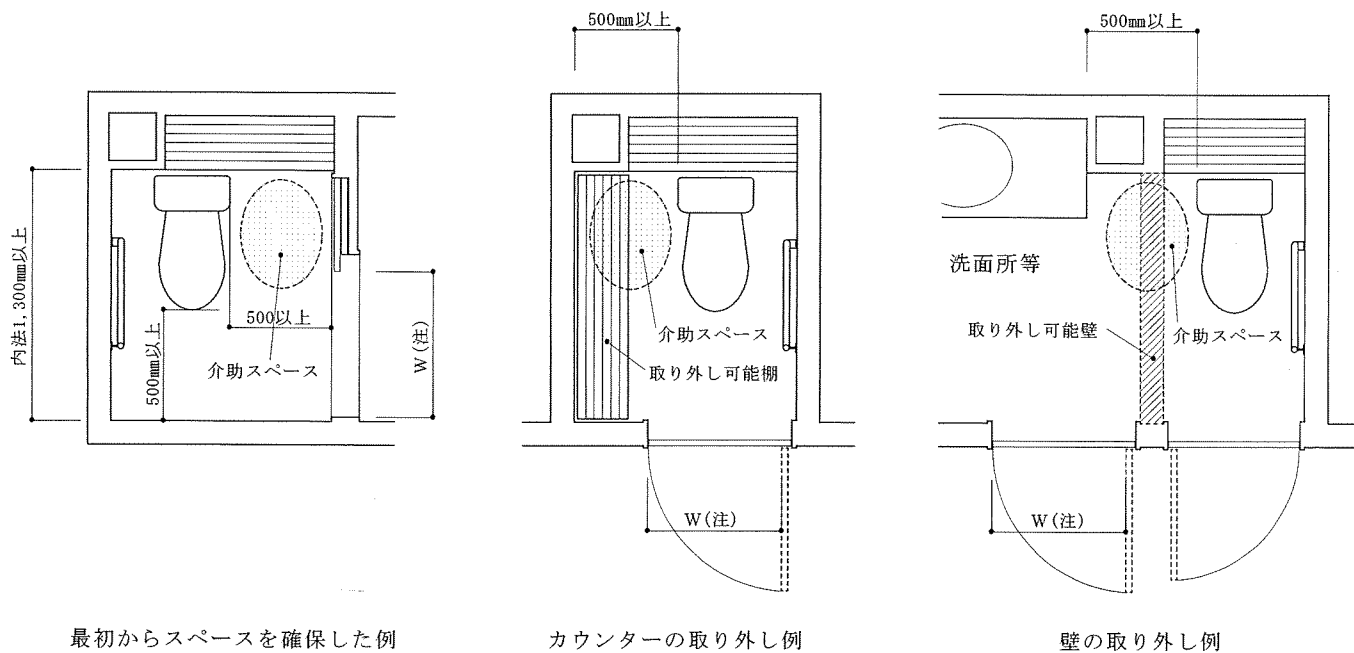 500mm以上
500mm以上
内法1,300mm以上
500mm以上
500以上
介助スペース
W(注)
介助スペース
取り外し可能棚
W(注)
洗面所等
取り外し可能壁
介助スペース
W(注)
最初からスペースを確保した例
カウンターの取り外し例
壁の取り外し例